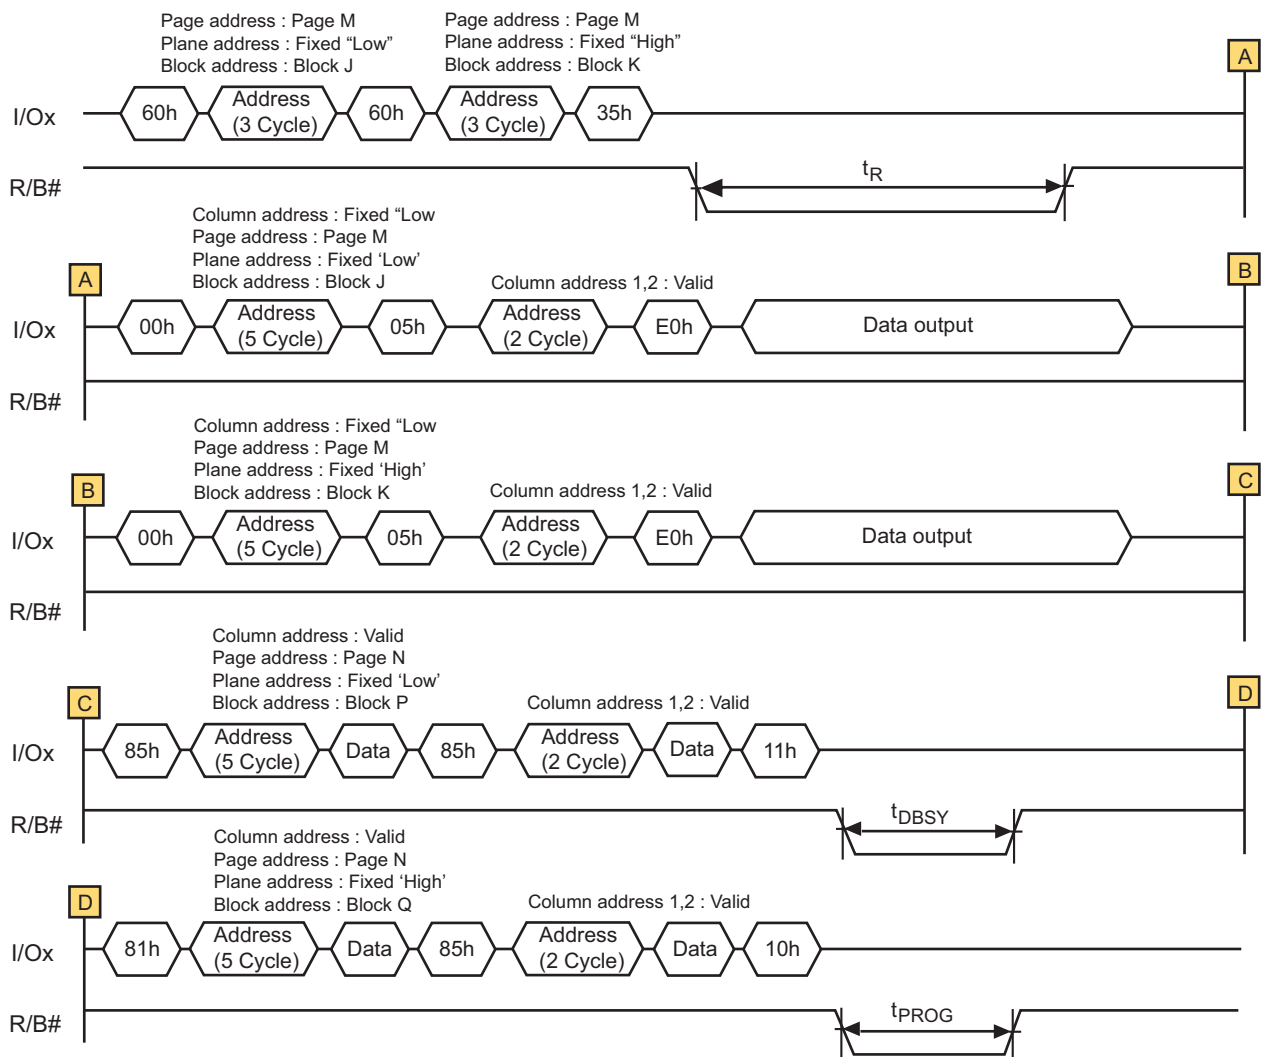 Page address : Page M
Plane address : Fixed “Low”
Block address : Block J
Page address : Page M
Plane address : Fixed “High”
Block address : Block K
A
I/Ox
60h
Address
(3 Cycle)
60h
Address
(3 Cycle)
35h
R/B#
tR
Column address : Fixed “Low
Page address : Page M
Plane address : Fixed ‘Low’
Block address : Block J
Column address 1,2 : Valid
A
B
I/Ox
00h
Address
(5 Cycle)
05h
Address
(2 Cycle)
E0h
Data output
R/B#
Column address : Fixed “Low
Page address : Page M
Plane address : Fixed ‘High’
Block address : Block K
Column address 1,2 : Valid
B
C
I/Ox
00h
Address
(5 Cycle)
05h
Address
(2 Cycle)
E0h
Data output
R/B#
Column address : Valid
Page address : Page N
Plane address : Fixed ‘Low’
Block address : Block P
Column address 1,2 : Valid
C
D
I/Ox
85h
Address
(5 Cycle)
Data
85h
Address
(2 Cycle)
Data
11h
R/B#
tDBSY
Column address : Valid
Page address : Page N
Plane address : Fixed ‘High’
Block address : Block Q
Column address 1,2 : Valid
D
I/Ox
81h
Address
(5 Cycle)
Data
85h
Address
(2 Cycle)
Data
10h
R/B#
tPROG